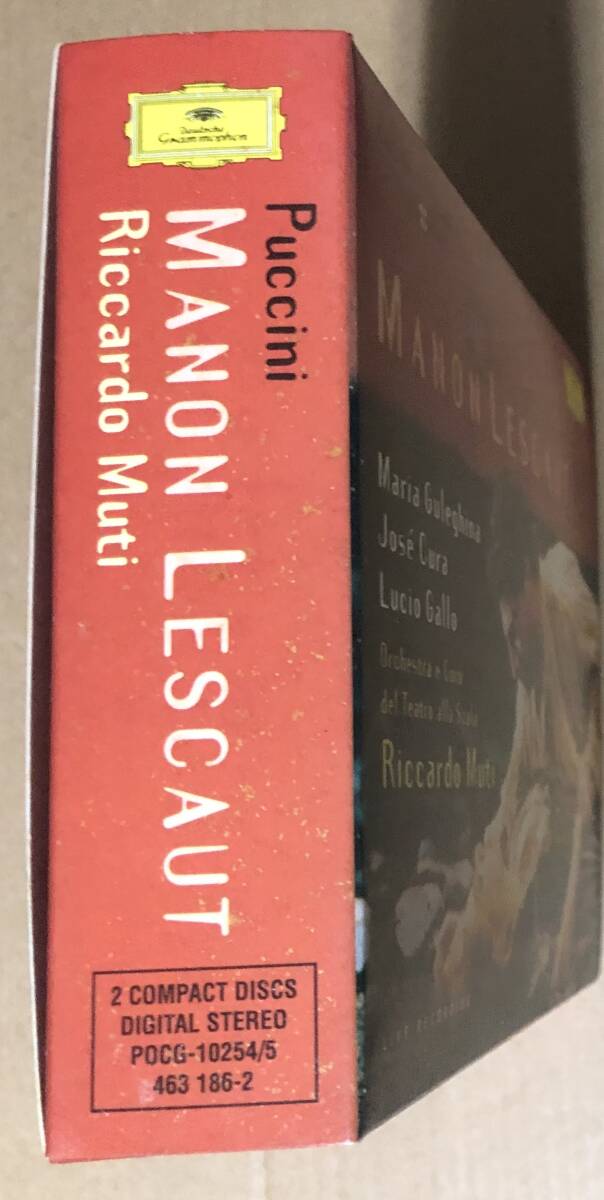 Deutsche
Grammophon
Puccini
MANON LESCAUT
Riccardo Muti
2 COMPACT DISCS
DIGITAL STEREO
POCG-10254/5
463 186-2
2
MANON LESCAUT
Maria Guleghina
José Cura
Lucio Gallo
Orchestra e Coro
del Teatro alla Scala
Riccardo Muti
LIVE RECORDING